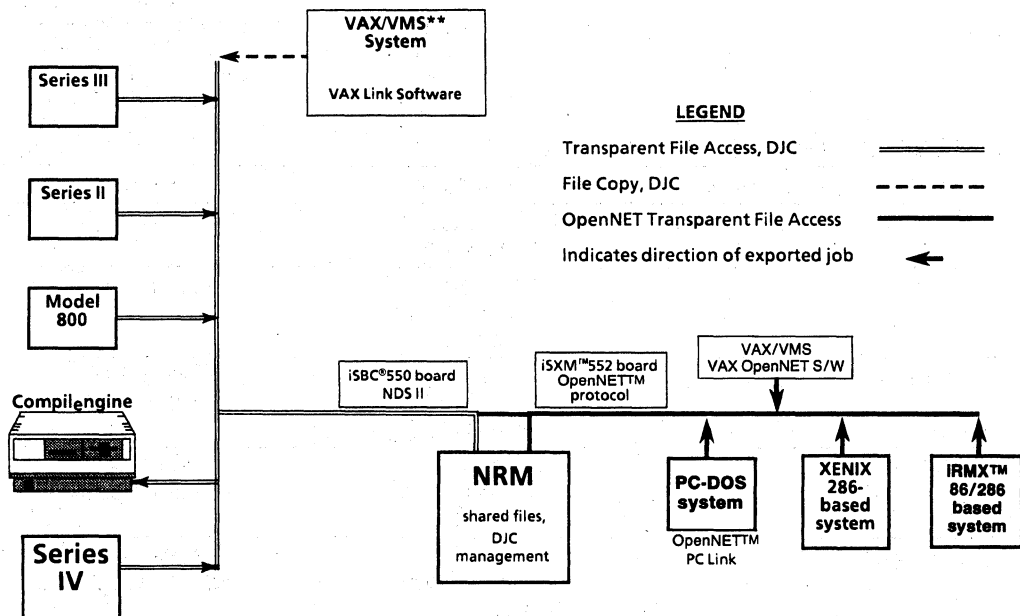 VAX/VMS**
System
VAX Link Software
Series III
Series II
Model
800
Compilengine
Series
IV
LEGEND
Transparent File Access, DJC
File Copy, DJC
OpenNET Transparent File Access
Indicates direction of exported job
iSBC®550 board
NDS II
iSXM™552 board
OpenNET™
protocol
VAX/VMS
VAX OpenNET S/W
NRM
shared files,
DJC
management
PC-DOS
system
OpenNET™
PC Link
XENIX
286-
based
system
iRMX™
86/286
based
system